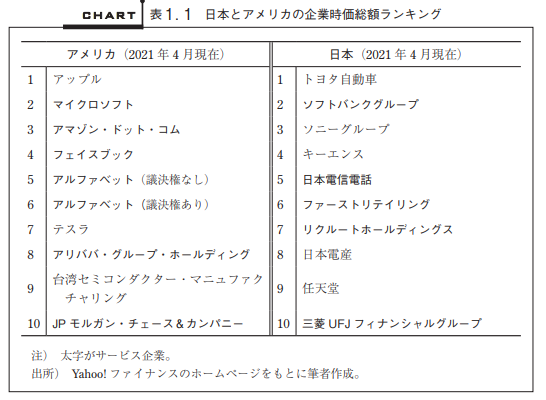 CHART 表 1.1 日本とアメリカの企業時価総額ランキング
アメリカ（2021 年 4 月現在） 日本（2021 年 4 月現在）
1 アップル 1 トヨタ自動車
2 マイクロソフト 2 ソフトバンクグループ
3 アマゾン・ドット・コム 3 ソニーグループ
4 フェイスブック 4 キーエンス
5 アルファベット（議決権なし） 5 日本電信電話
6 アルファベット（議決権あり） 6 ファーストリテイリング
7 テスラ 7 リクルートホールディングス
8 アリババ・グループ・ホールディング 8 日本電産
9 台湾セミコンダクター・マニュファク
チャリング 9 任天堂
10 JP モルガン・チェース＆カンパニー 10 三菱 UFJ フィナンシャルグループ
注） 太字がサービス企業。
出所） Yahoo! ファイナンスのホームページをもとに筆者作成。